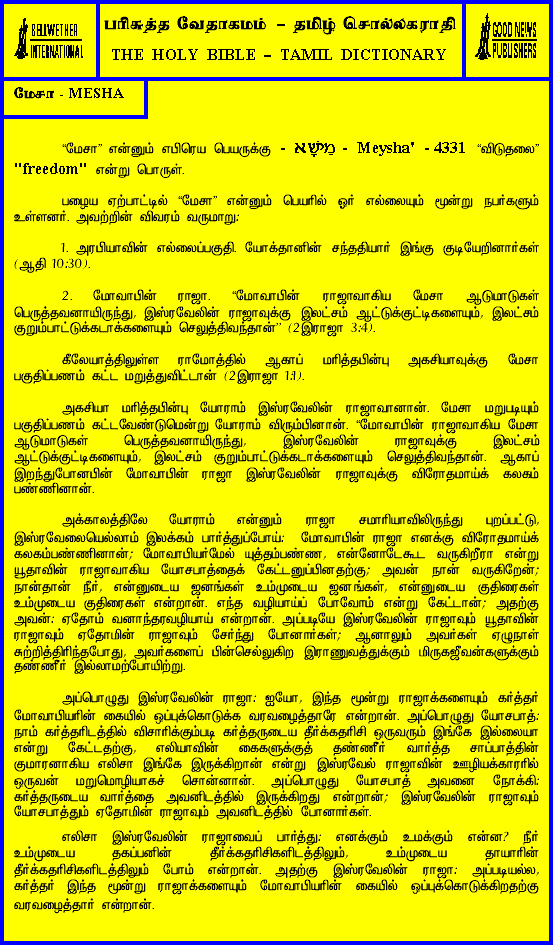 BELLWETHER
INTERNATIONAL
பரிசுத்த வேதாகமம் – தமிழ் சொல்லகராதி
THE HOLY BIBLE – TAMIL DICTIONARY
GOOD NEWS
PUBLISHERS
மேசா - MESHA
“மேசா” என்னும் எபிரெய பெயருக்கு - מֵישָׁא - Meysha' - 4331 “விடுதலை”
"freedom" என்று பொருள்.
பழைய ஏற்பாட்டில் “மேசா” என்னும் பெயரில் ஓர் எல்லையும் மூன்று நபர்களும்
உள்ளனர். அவற்றின் விவரம் வருமாறு:
1. அரபியாவின் எல்லைப்பகுதி. யோக்தானின் சந்ததியார் இங்கு குடியேறினார்கள்
(ஆதி 10:30).
2. மோவாபின் ராஜா. “மோவாபின் ராஜாவாகிய மேசா ஆடுமாடுகள்
பெருத்தவனாயிருந்து, இஸ்ரவேலின் ராஜாவுக்கு இலட்சம் ஆட்டுக்குட்டிகளையும், இலட்சம்
குறும்பாட்டுக்கடாக்களையும் செலுத்திவந்தான்” (2இராஜா 3:4).
கீலேயாத்திலுள்ள ராமோத்தில் ஆகாப் மரித்தபின்பு அகசியாவுக்கு மேசா
பகுதிப்பணம் கட்ட மறுத்துவிட்டான் (2இராஜா 1:1).
அகசியா மரித்தபின்பு யோராம் இஸ்ரவேலின் ராஜாவானான். மேசா மறுபடியும்
பகுதிப்பணம் கட்டவேண்டுமென்று யோராம் விரும்பினான். “மோவாபின் ராஜாவாகிய மேசா
ஆடுமாடுகள் பெருத்தவனாயிருந்து, இஸ்ரவேலின் ராஜாவுக்கு இலட்சம்
ஆட்டுக்குட்டிகளையும், இலட்சம் குறும்பாட்டுக்கடாக்களையும் செலுத்திவந்தான். ஆகாப்
இறந்துபோனபின் மோவாபின் ராஜா இஸ்ரவேலின் ராஜாவுக்கு விரோதமாய்க் கலகம்
பண்ணினான்.
அக்காலத்திலே யோராம் என்னும் ராஜா சமாரியாவிலிருந்து புறப்பட்டு,
இஸ்ரவேலையெல்லாம் இலக்கம் பார்த்துப்போய்: மோவாபின் ராஜா எனக்கு விரோதமாய்க்
கலகம்பண்ணினான்; மோவாபியர்மேல் யுத்தம்பண்ண, என்னோடேகூட வருகிறீரா என்று
யூதாவின் ராஜாவாகிய யோசபாத்தைக் கேட்டனுப்பினதற்கு; அவன் நான் வருகிறேன்;
நான்தான் நீர், என்னுடைய ஜனங்கள் உம்முடைய ஜனங்கள், என்னுடைய குதிரைகள்
உம்முடைய குதிரைகள் என்றான். எந்த வழியாய்ப் போவோம் என்று கேட்டான்; அதற்கு
அவன்: ஏதோம் வனாந்தரவழியாய் என்றான். அப்படியே இஸ்ரவேலின் ராஜாவும் யூதாவின்
ராஜாவும் ஏதோமின் ராஜாவும் சேர்ந்து போனார்கள்; ஆனாலும் அவர்கள் ஏழுநாள்
சுற்றித்திரிந்தபோது, அவர்களைப் பின்செல்லுகிற இராணுவத்துக்கும் மிருகஜீவன்களுக்கும்
தண்ணீர் இல்லாமற்போயிற்று.
அப்பொழுது இஸ்ரவேலின் ராஜா: ஐயோ, இந்த மூன்று ராஜாக்களையும் கர்த்தர்
மோவாபியரின் கையில் ஒப்புக்கொடுக்க வரவழைத்தாரே என்றான். அப்பொழுது யோசபாத்:
நாம் கர்த்தரிடத்தில் விசாரிக்கும்படி கர்த்தருடைய தீர்க்கதரிசி ஒருவரும் இங்கே இல்லையா
என்று கேட்டதற்கு, எலியாவின் கைகளுக்குத் தண்ணீர் வார்த்த சாப்பாத்தின்
குமாரனாகிய எலிசா இங்கே இருக்கிறான் என்று இஸ்ரவேல் ராஜாவின் ஊழியக்காரரில்
ஒருவன் மறுமொழியாகச் சொன்னான். அப்பொழுது யோசபாத் அவனை நோக்கி;
கர்த்தருடைய வார்த்தை அவனிடத்தில் இருக்கிறது என்றான்; இஸ்ரவேலின் ராஜாவும்
யோசபாத்தும் ஏதோமின் ராஜாவும் அவனிடத்தில் போனார்கள்.
எலிசா இஸ்ரவேலின் ராஜாவைப் பார்த்து: எனக்கும் உமக்கும் என்ன? நீர்
உம்முடைய தகப்பனின் தீர்க்கதரிசிகளிடத்திலும், உம்முடைய தாயாரின்
தீர்க்கதரிசிகளிடத்திலும் போம் என்றான். அதற்கு இஸ்ரவேலின் ராஜா: அப்படியல்ல,
கர்த்தர் இந்த மூன்று ராஜாக்களையும் மோவாபியரின் கையில் ஒப்புக்கொடுக்கிறதற்கு
வரவழைத்தார் என்றான்.